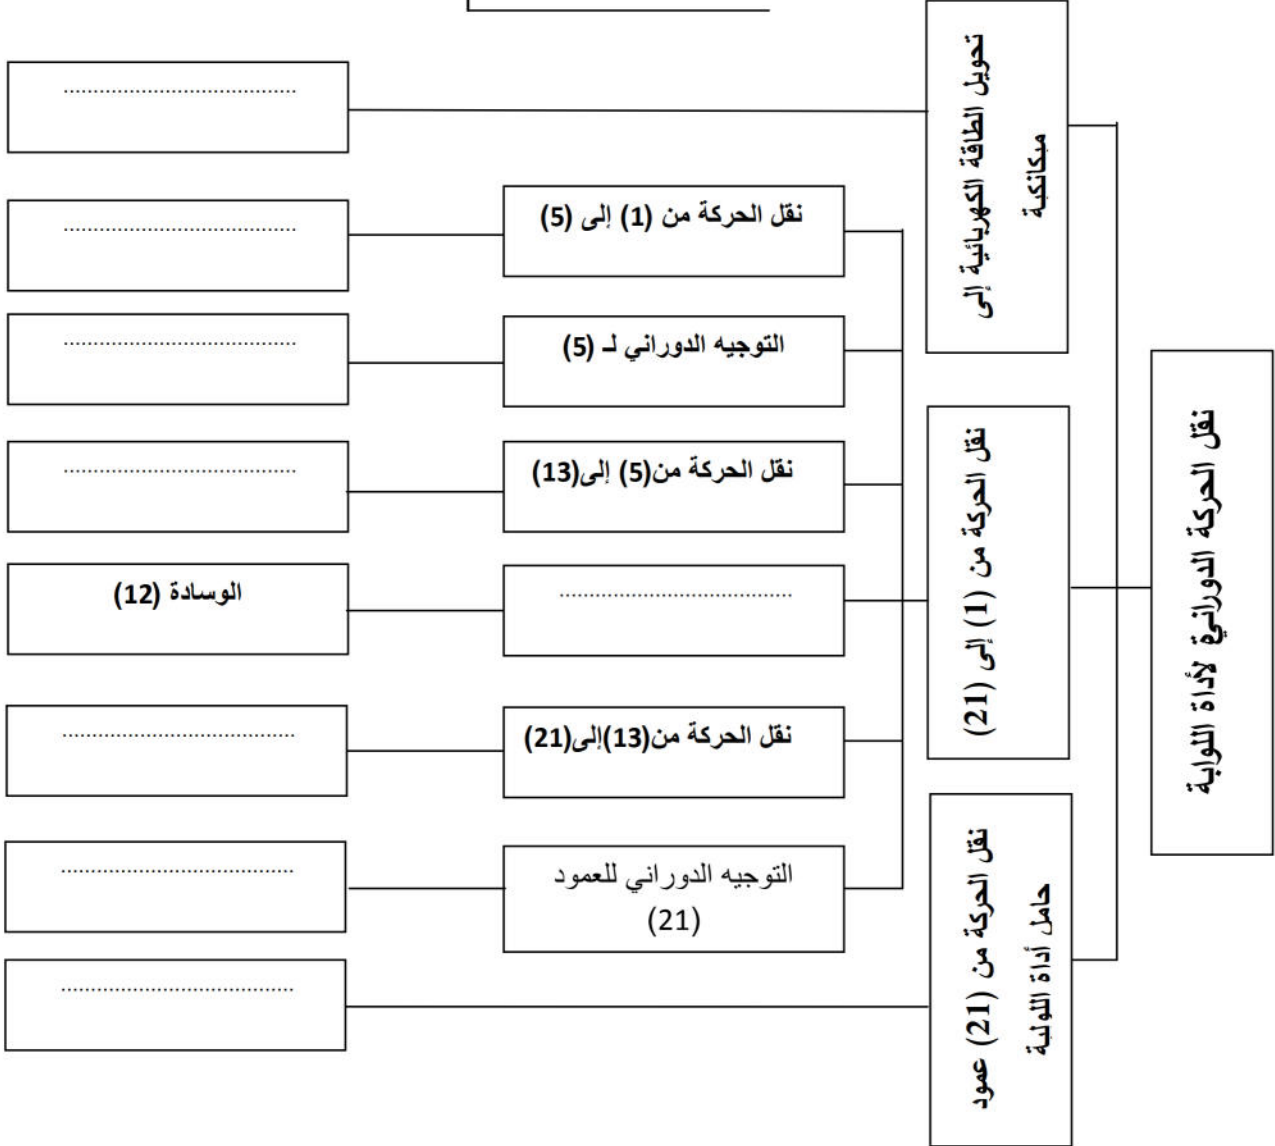 نقل الحركة الدورانية لأداة اللوابة
تحويل الطاقة الكهربائية إلى
ميكانكية
نقل الحركة من (1) إلى (21)
نقل الحركة من (21) عمود
حامل أداة اللولبة
نقل الحركة من (1) إلى (5)
التوجيه الدوراني لـ (5)
نقل الحركة من(5) إلى(13)
.......................................
نقل الحركة من(13)إلى(21)
التوجيه الدوراني للعمود
(21)
.......................................
.......................................
.......................................
.......................................
الوسادة (12)
.......................................
.......................................
.......................................